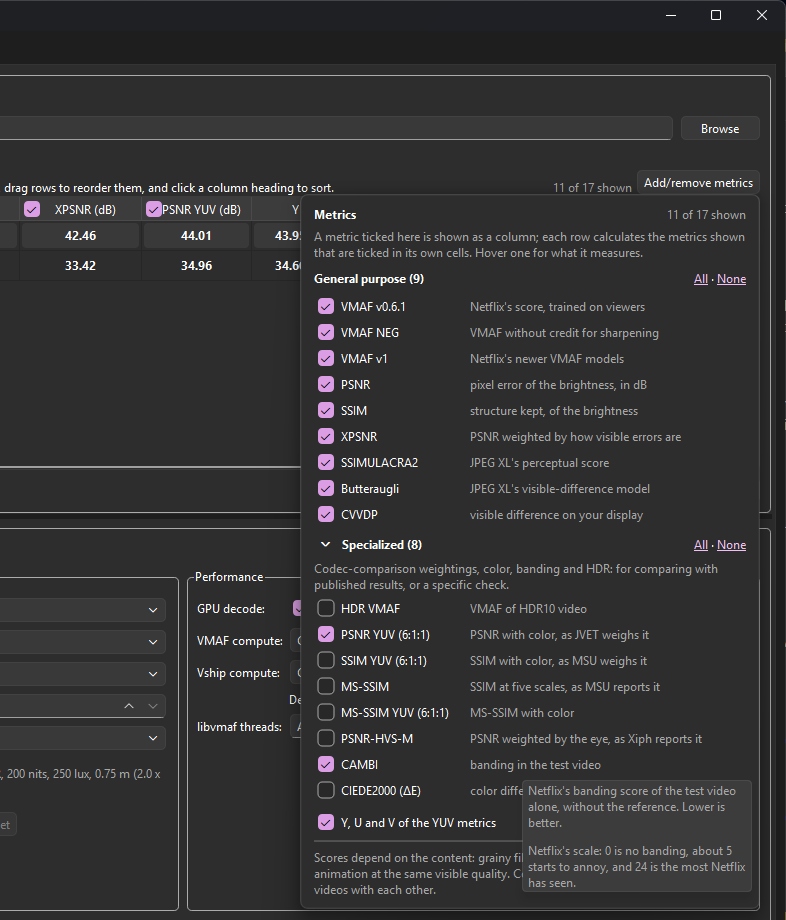 Browse
drag rows to reorder them, and click a column heading to sort.
11 of 17 shown
Add/remove metrics
XPSNR (dB)
PSNR YUV (dB)
Y
42.46
44.01
33.42
34.96
Metrics
11 of 17 shown
A metric ticked here is shown as a column; each row calculates the metrics shown
that are ticked in its own cells. Hover one for what it measures.
General purpose (9)
All · None
VMAF v0.6.1
Netflix's score, trained on viewers
VMAF NEG
VMAF without credit for sharpening
VMAF v1
Netflix's newer VMAF models
PSNR
pixel error of the brightness, in dB
SSIM
structure kept, of the brightness
XPSNR
PSNR weighted by how visible errors are
SSIMULACRA2
JPEG XL's perceptual score
Butteraugli
JPEG XL's visible-difference model
CVVDP
visible difference on your display
Specialized (8)
All · None
Codec-comparison weightings, color, banding and HDR: for comparing with
published results, or a specific check.
HDR VMAF
VMAF of HDR10 video
PSNR YUV (6:1:1)
PSNR with color, as JVET weighs it
SSIM YUV (6:1:1)
SSIM with color, as MSU weighs it
MS-SSIM
SSIM at five scales, as MSU reports it
MS-SSIM YUV (6:1:1)
MS-SSIM with color
PSNR-HVS-M
PSNR weighted by the eye, as Xiph reports it
CAMBI
banding in the test video
CIEDE2000 (ΔE)
color
Y, U and V of the YUV metrics
Scores depend on the content: grainy
animation at the same visible quality.
videos with each other.
Netflix's banding score of the test video
alone, without the reference. Lower is
better.
Netflix's scale: 0 is no banding, about 5
starts to annoy, and 24 is the most Netflix
has seen.
Performance
GPU decode:
VMAF compute:
Vship compute:
libvmaf threads:
, 200 nits, 250 lux, 0.75 m (2.0 x